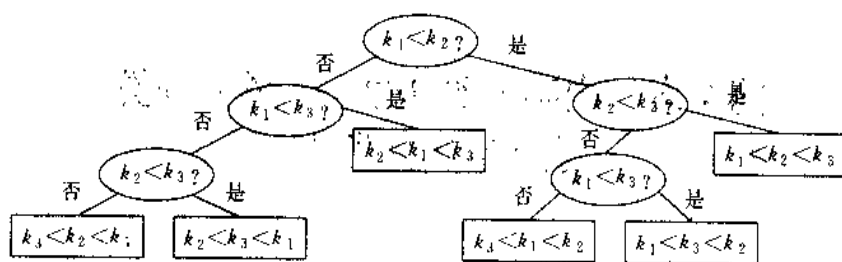 k₁<k₂?
否 是
k₁<k₃? k₂<k₃?
否 是 否 是
k₂<k₃? k₂<k₁<k₃ k₁<k₃? k₁<k₂<k₃
否 是 否 是
k₃<k₂<k₁ k₂<k₃<k₁ k₃<k₁<k₂ k₁<k₃<k₂